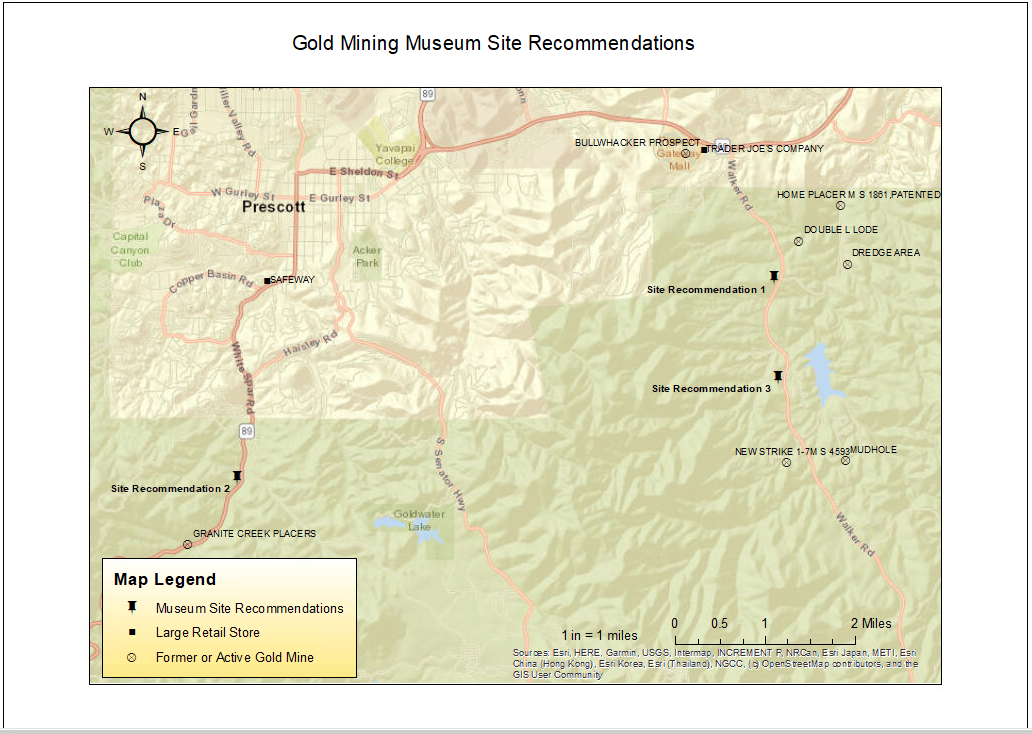 Gold Mining Museum Site Recommendations
N
W
E
S
89
Miller Valley Rd
Yavapai
College
BULLWHACKER PROSPECT
TRADER JOE'S COMPANY
Gateway
Mall
E Sheldon St
W Gurley St
E Gurley St
Walker Rd
HOME PLACER M S 1861,PATENTED
Prescott
Plaza Dr
DOUBLE L LODE
Capital
Canyon
Club
Acker
Park
DREDGE AREA
Copper Basin Rd
SAFEWAY
Site Recommendation 1
Haisley Rd
White Spar Rd
Site Recommendation 3
89
S Senator Hwy
NEW STRIKE 1-7M S 4593
MUDHOLE
Site Recommendation 2
Goldwater
Lake
Walker Rd
GRANITE CREEK PLACERS
Map Legend
Museum Site Recommendations
Large Retail Store
Former or Active Gold Mine
1 in = 1 miles
0 0.5 1 2 Miles
Sources: Esri, HERE, Garmin, USGS, Intermap, INCREMENT P, NRCan, Esri Japan, METI, Esri
China (Hong Kong), Esri Korea, Esri (Thailand), NGCC, (c) OpenStreetMap contributors, and the
GIS User Community